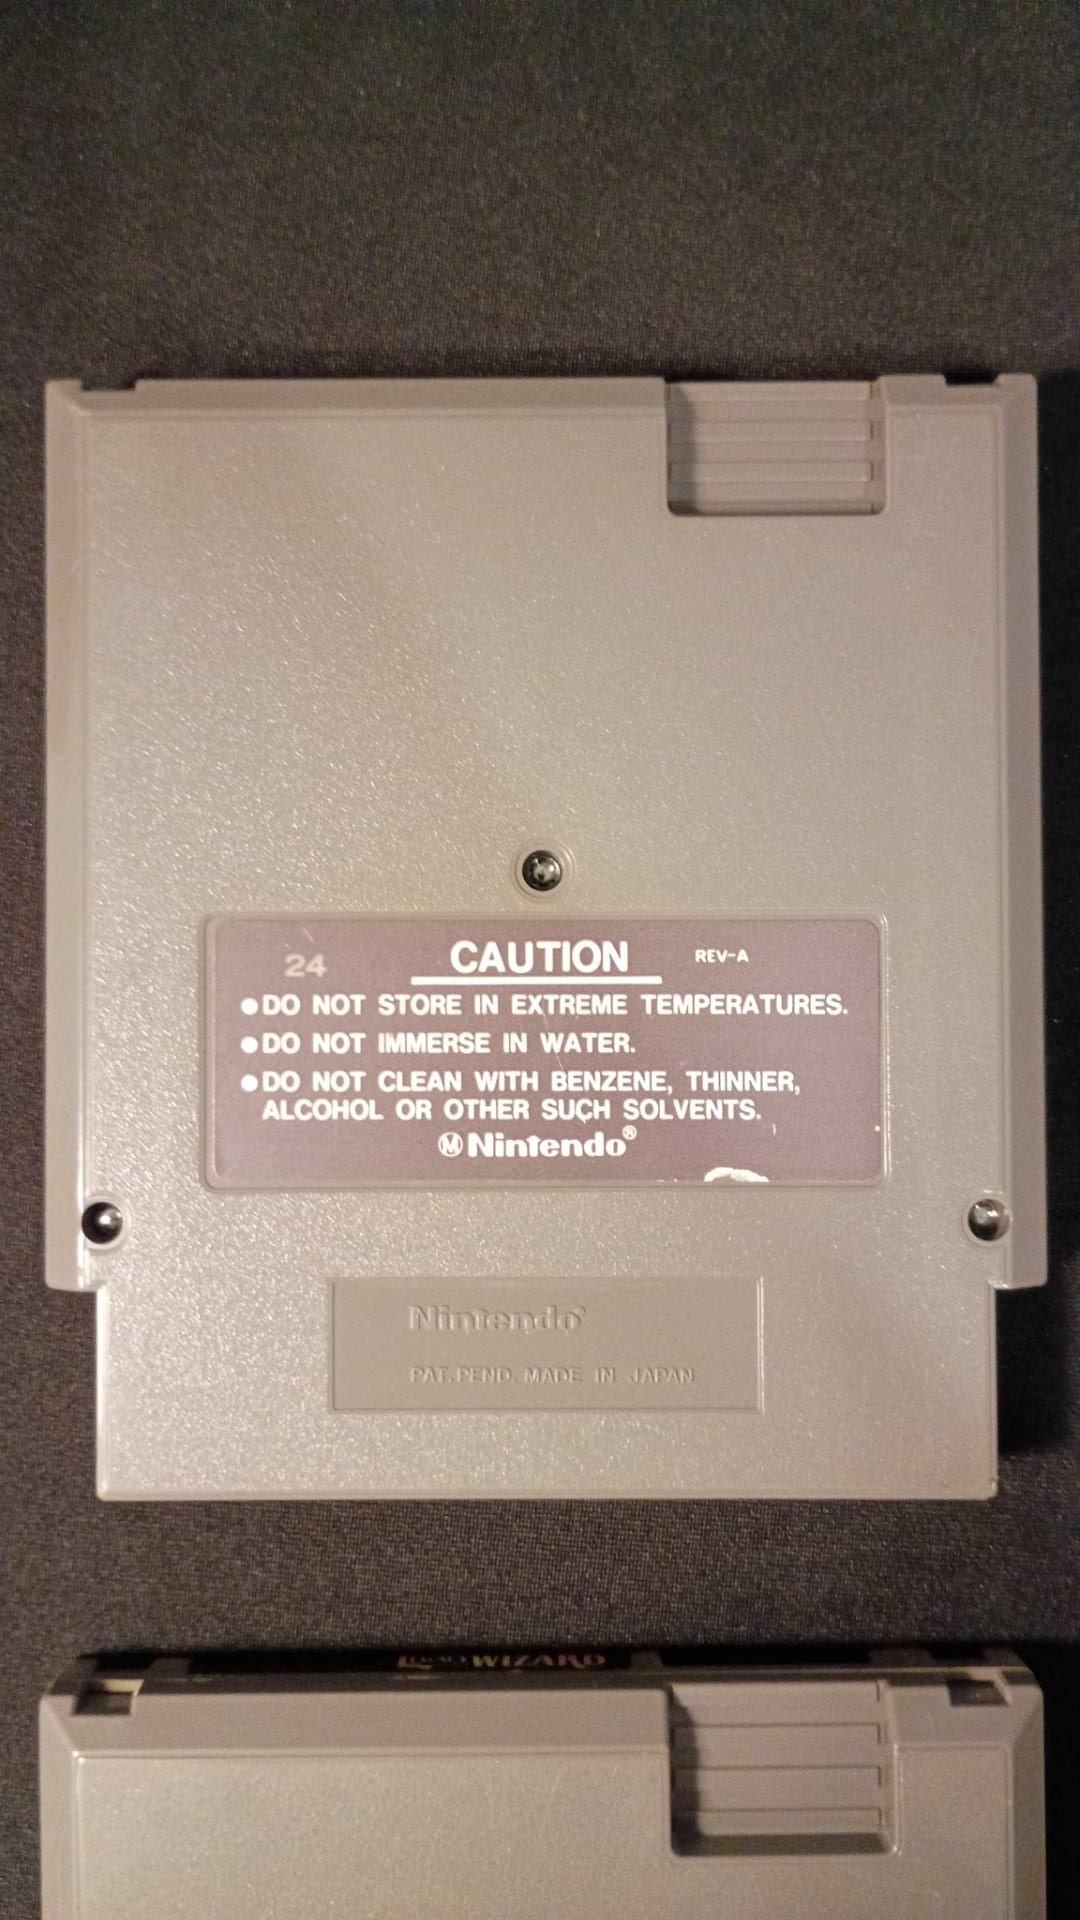 24 CAUTION REV-A
●DO NOT STORE IN EXTREME TEMPERATURES.
●DO NOT IMMERSE IN WATER.
●DO NOT CLEAN WITH BENZENE, THINNER,
ALCOHOL OR OTHER SUCH SOLVENTS.
Ⓜ Nintendo®
Nintendo®
PAT. PEND. MADE IN JAPAN
WIZARD